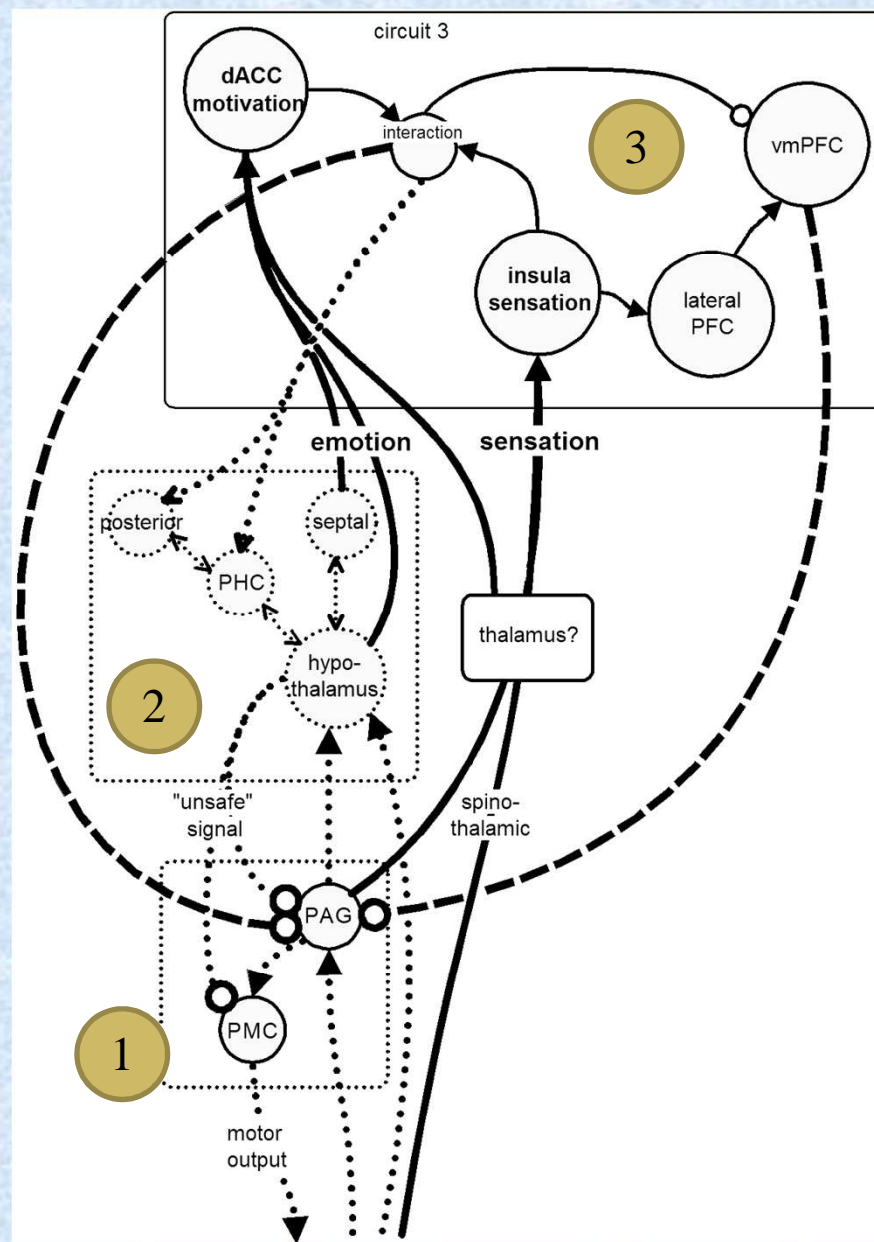 circuit 3
dACC
motivation
interaction
3
vmPFC
insula
sensation
lateral
PFC
emotion
sensation
posterior
septal
PHC
thalamus?
hypo-
thalamus
2
"unsafe"
signal
spino-
thalamic
PAG
PMC
1
motor
output